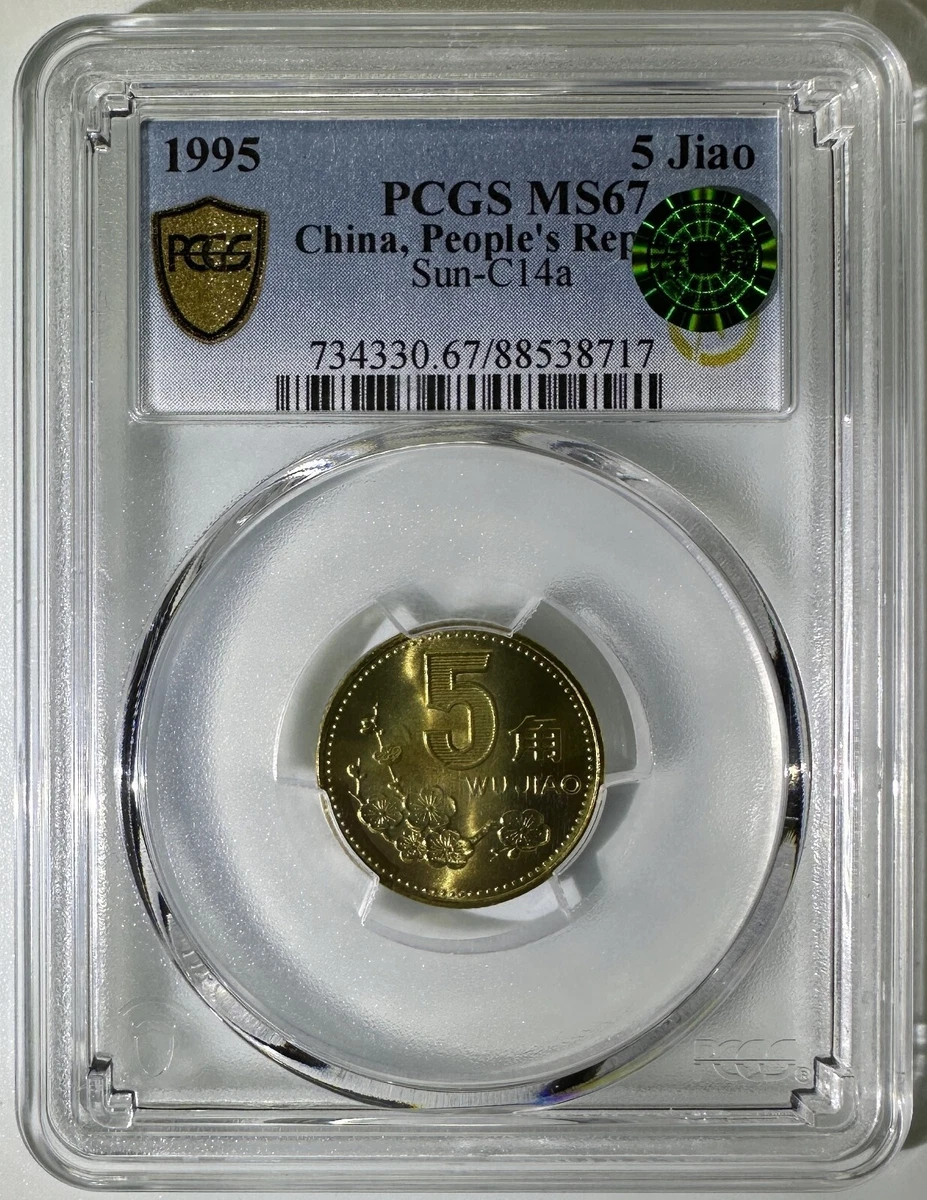 1995 5 Jiao
PCGS MS67
PCGS
China, People's Rep
Sun-C14a
734330.67/88538717
5 角
WU JIAO
PCGS ®